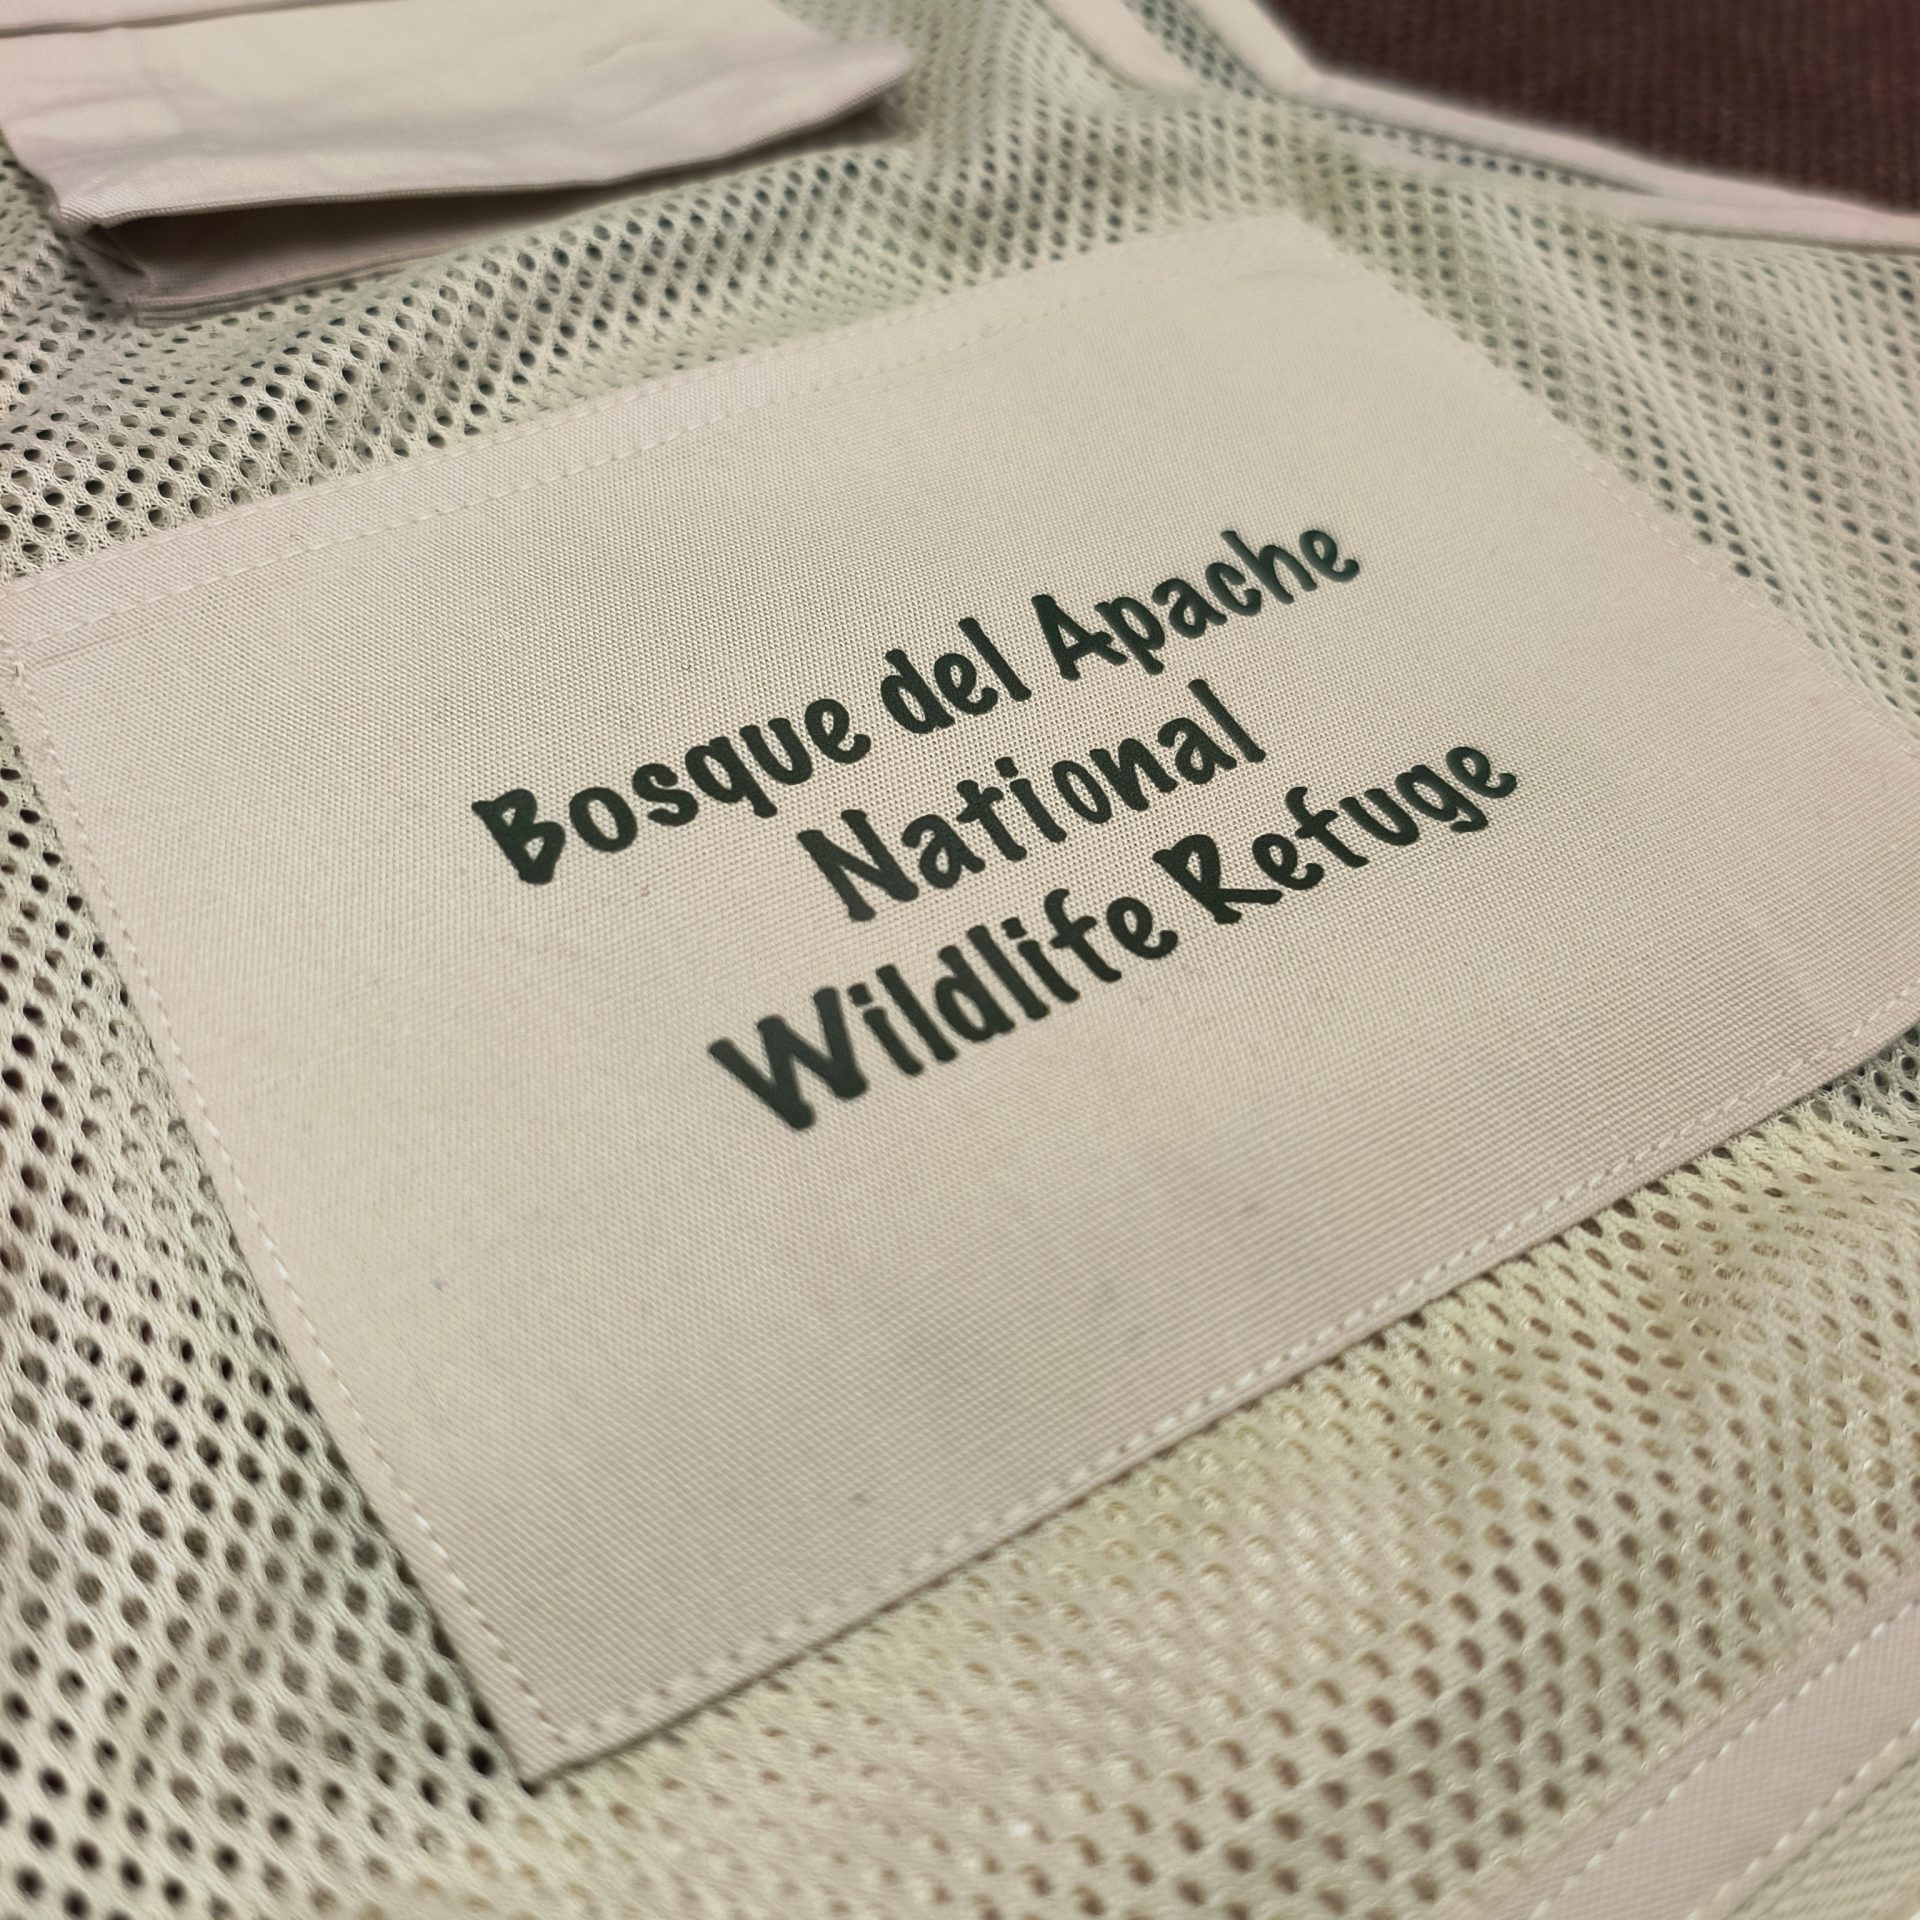 Bosque del Apache
National
Wildlife Refuge